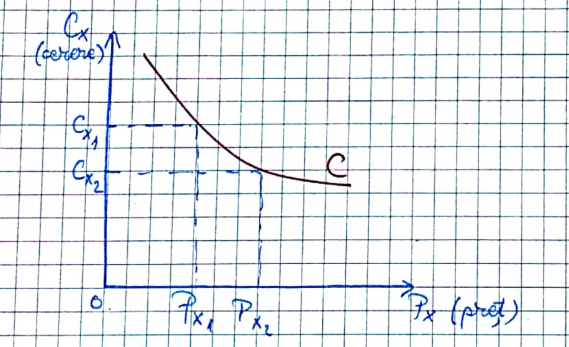 Cx
(cerere)
Cx₁
Cx₂
C
0
Px₁
Px₂
Px (preț)